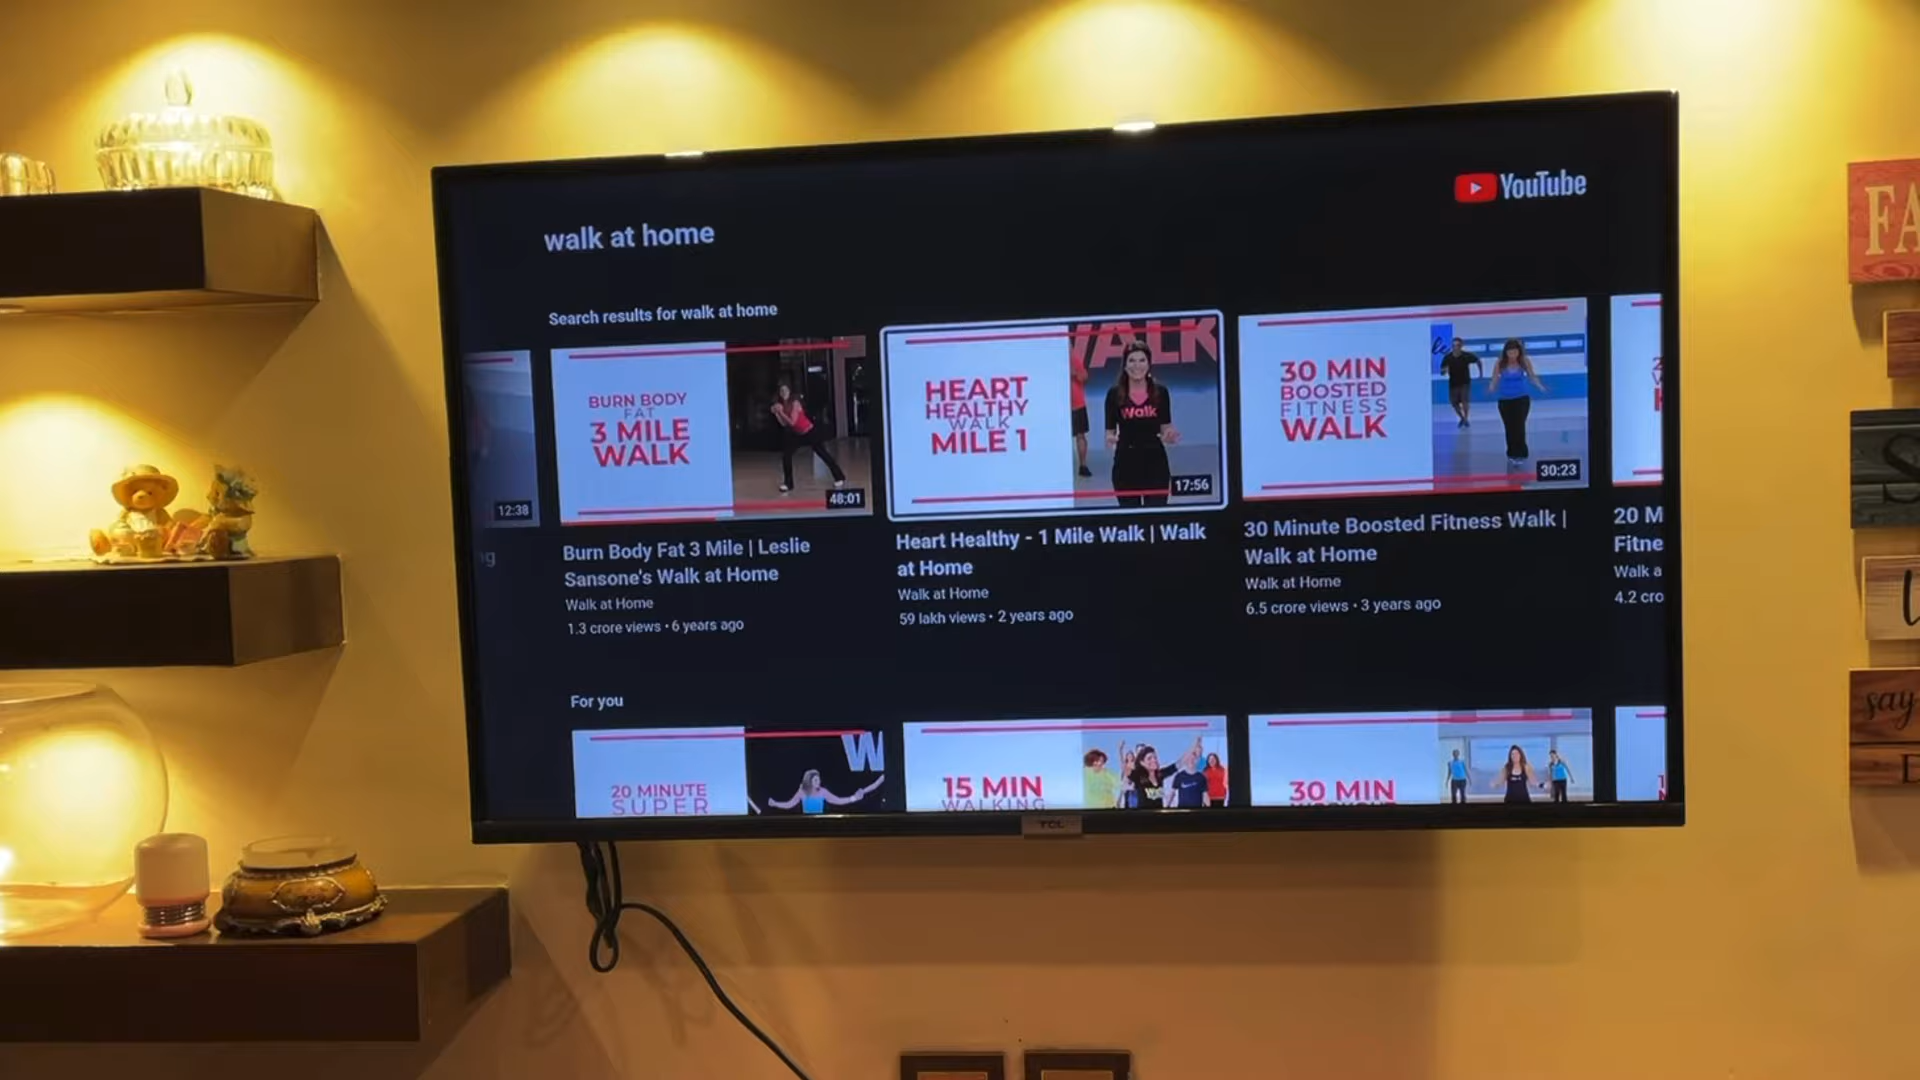 YouTube
walk at home
Search results for walk at home
BURN BODY
FAT
3 MILE
WALK
HEART
HEALTHY
WALK
MILE 1
WALK
Walk
30 MIN
BOOSTED
FITNESS
WALK
12:38
48:01
17:56
30:23
Burn Body Fat 3 Mile | Leslie
Sansone's Walk at Home
Walk at Home
1.3 crore views • 6 years ago
Heart Healthy - 1 Mile Walk | Walk
at Home
Walk at Home
59 lakh views • 2 years ago
30 Minute Boosted Fitness Walk |
Walk at Home
Walk at Home
6.5 crore views • 3 years ago
20 M
Fitne
Walk a
4.2 cro
For you
20 MINUTE
SUPER
W
15 MIN
WALKING
30 MIN
TCL
FA
say